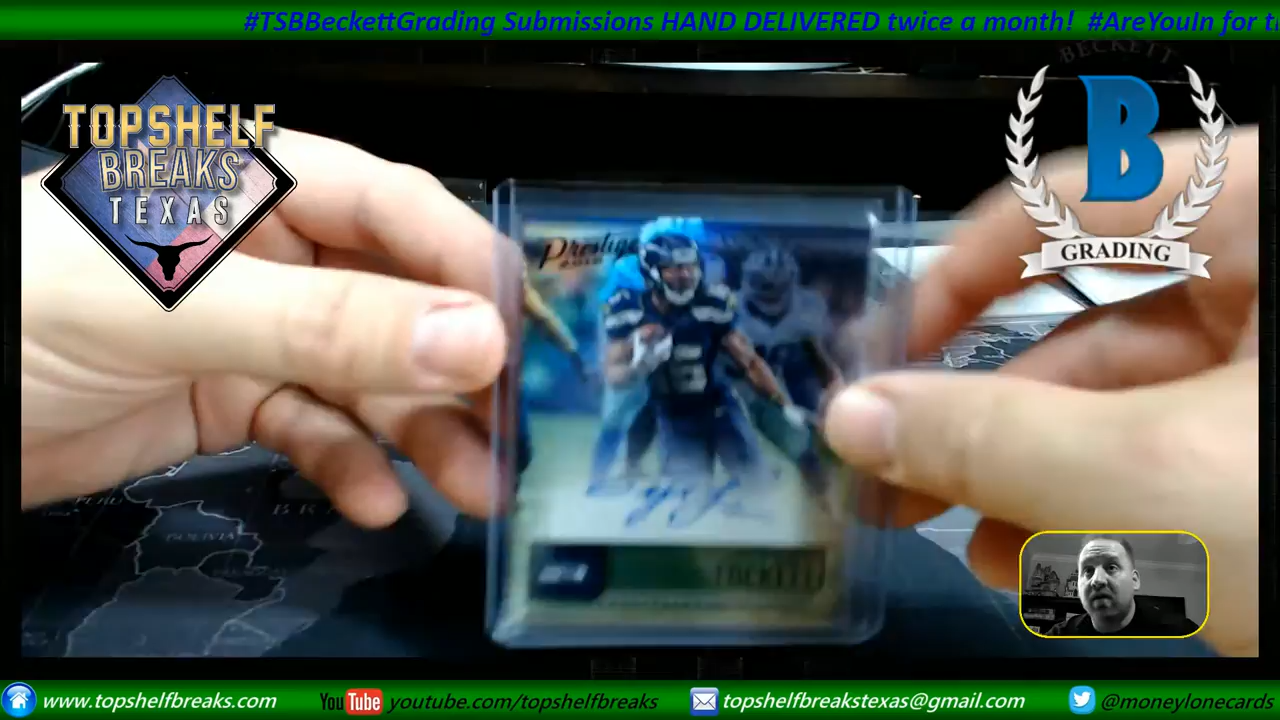 #TSBBeckettGrading Submissions HAND DELIVERED twice a month! #AreYouIn for t
BECKETT
B
GRADING
TOPSHELF
BREAKS
TEXAS
Prestige
BOLIVIA
www.topshelfbreaks.com
YouTube youtube.com/topshelfbreaks
topshelfbreakstexas@gmail.com
@moneylonecards